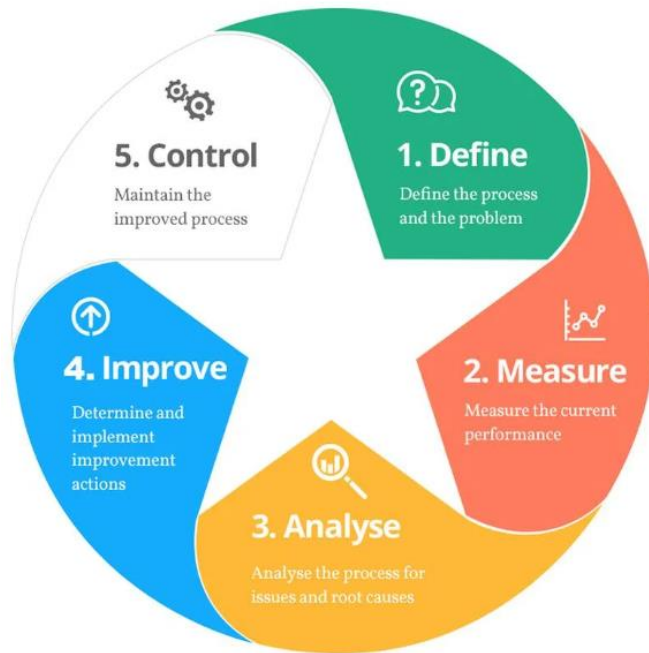 1. Define
Define the process
and the problem
2. Measure
Measure the current
performance
3. Analyse
Analyse the process for
issues and root causes
4. Improve
Determine and
implement
improvement
actions
5. Control
Maintain the
improved process